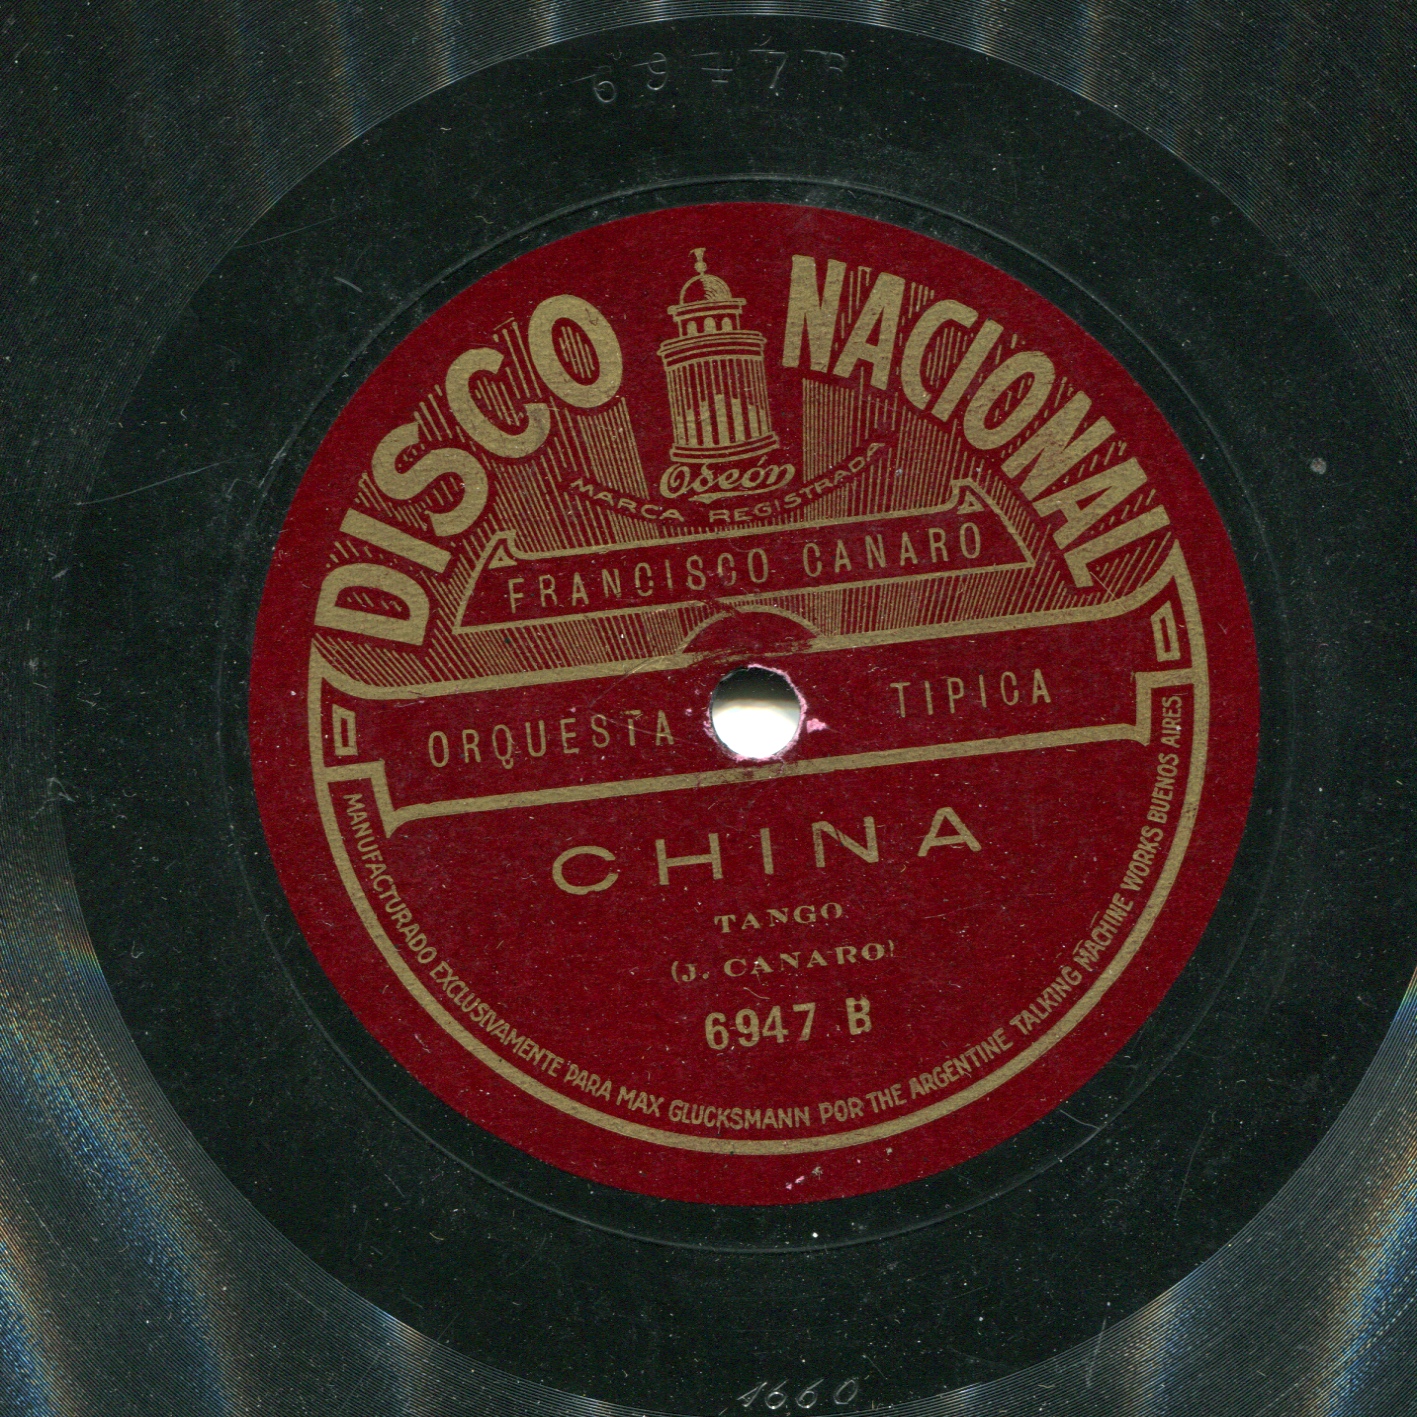 6947B
DISCO NACIONAL
Odeón
MARCA REGISTRADA
FRANCISCO CANARO
ORQUESTA TIPICA
CHINA
TANGO
(J. CANARO)
6947 B
MANUFACTURADO EXCLUSIVAMENTE PARA MAX GLUCKSMANN POR THE ARGENTINE TALKING MACHINE WORKS BUENOS AIRES
1660